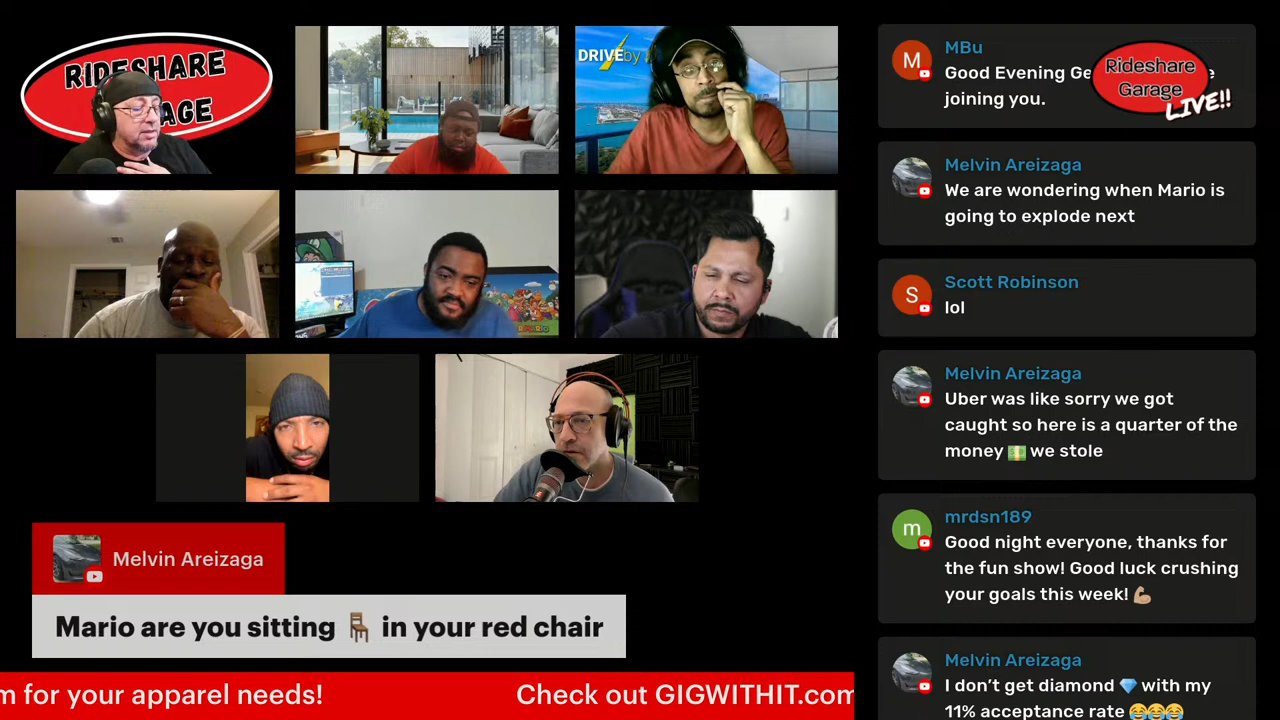 RIDESHARE
GARAGE
DRIVE by
MBu
Good Evening Ge
joining you.
Rideshare
Garage
LIVE!!
Melvin Areizaga
We are wondering when Mario is
going to explode next
S
Scott Robinson
lol
Melvin Areizaga
Uber was like sorry we got
caught so here is a quarter of the
money 💵 we stole
m
mrdsn189
Good night everyone, thanks for
the fun show! Good luck crushing
your goals this week! 💪🏽
Melvin Areizaga
I don’t get diamond 💎 with my
11% acceptance rate 😂😂😂
Melvin Areizaga
Mario are you sitting 🪑 in your red chair
m for your apparel needs!
Check out GIGWITHIT.com